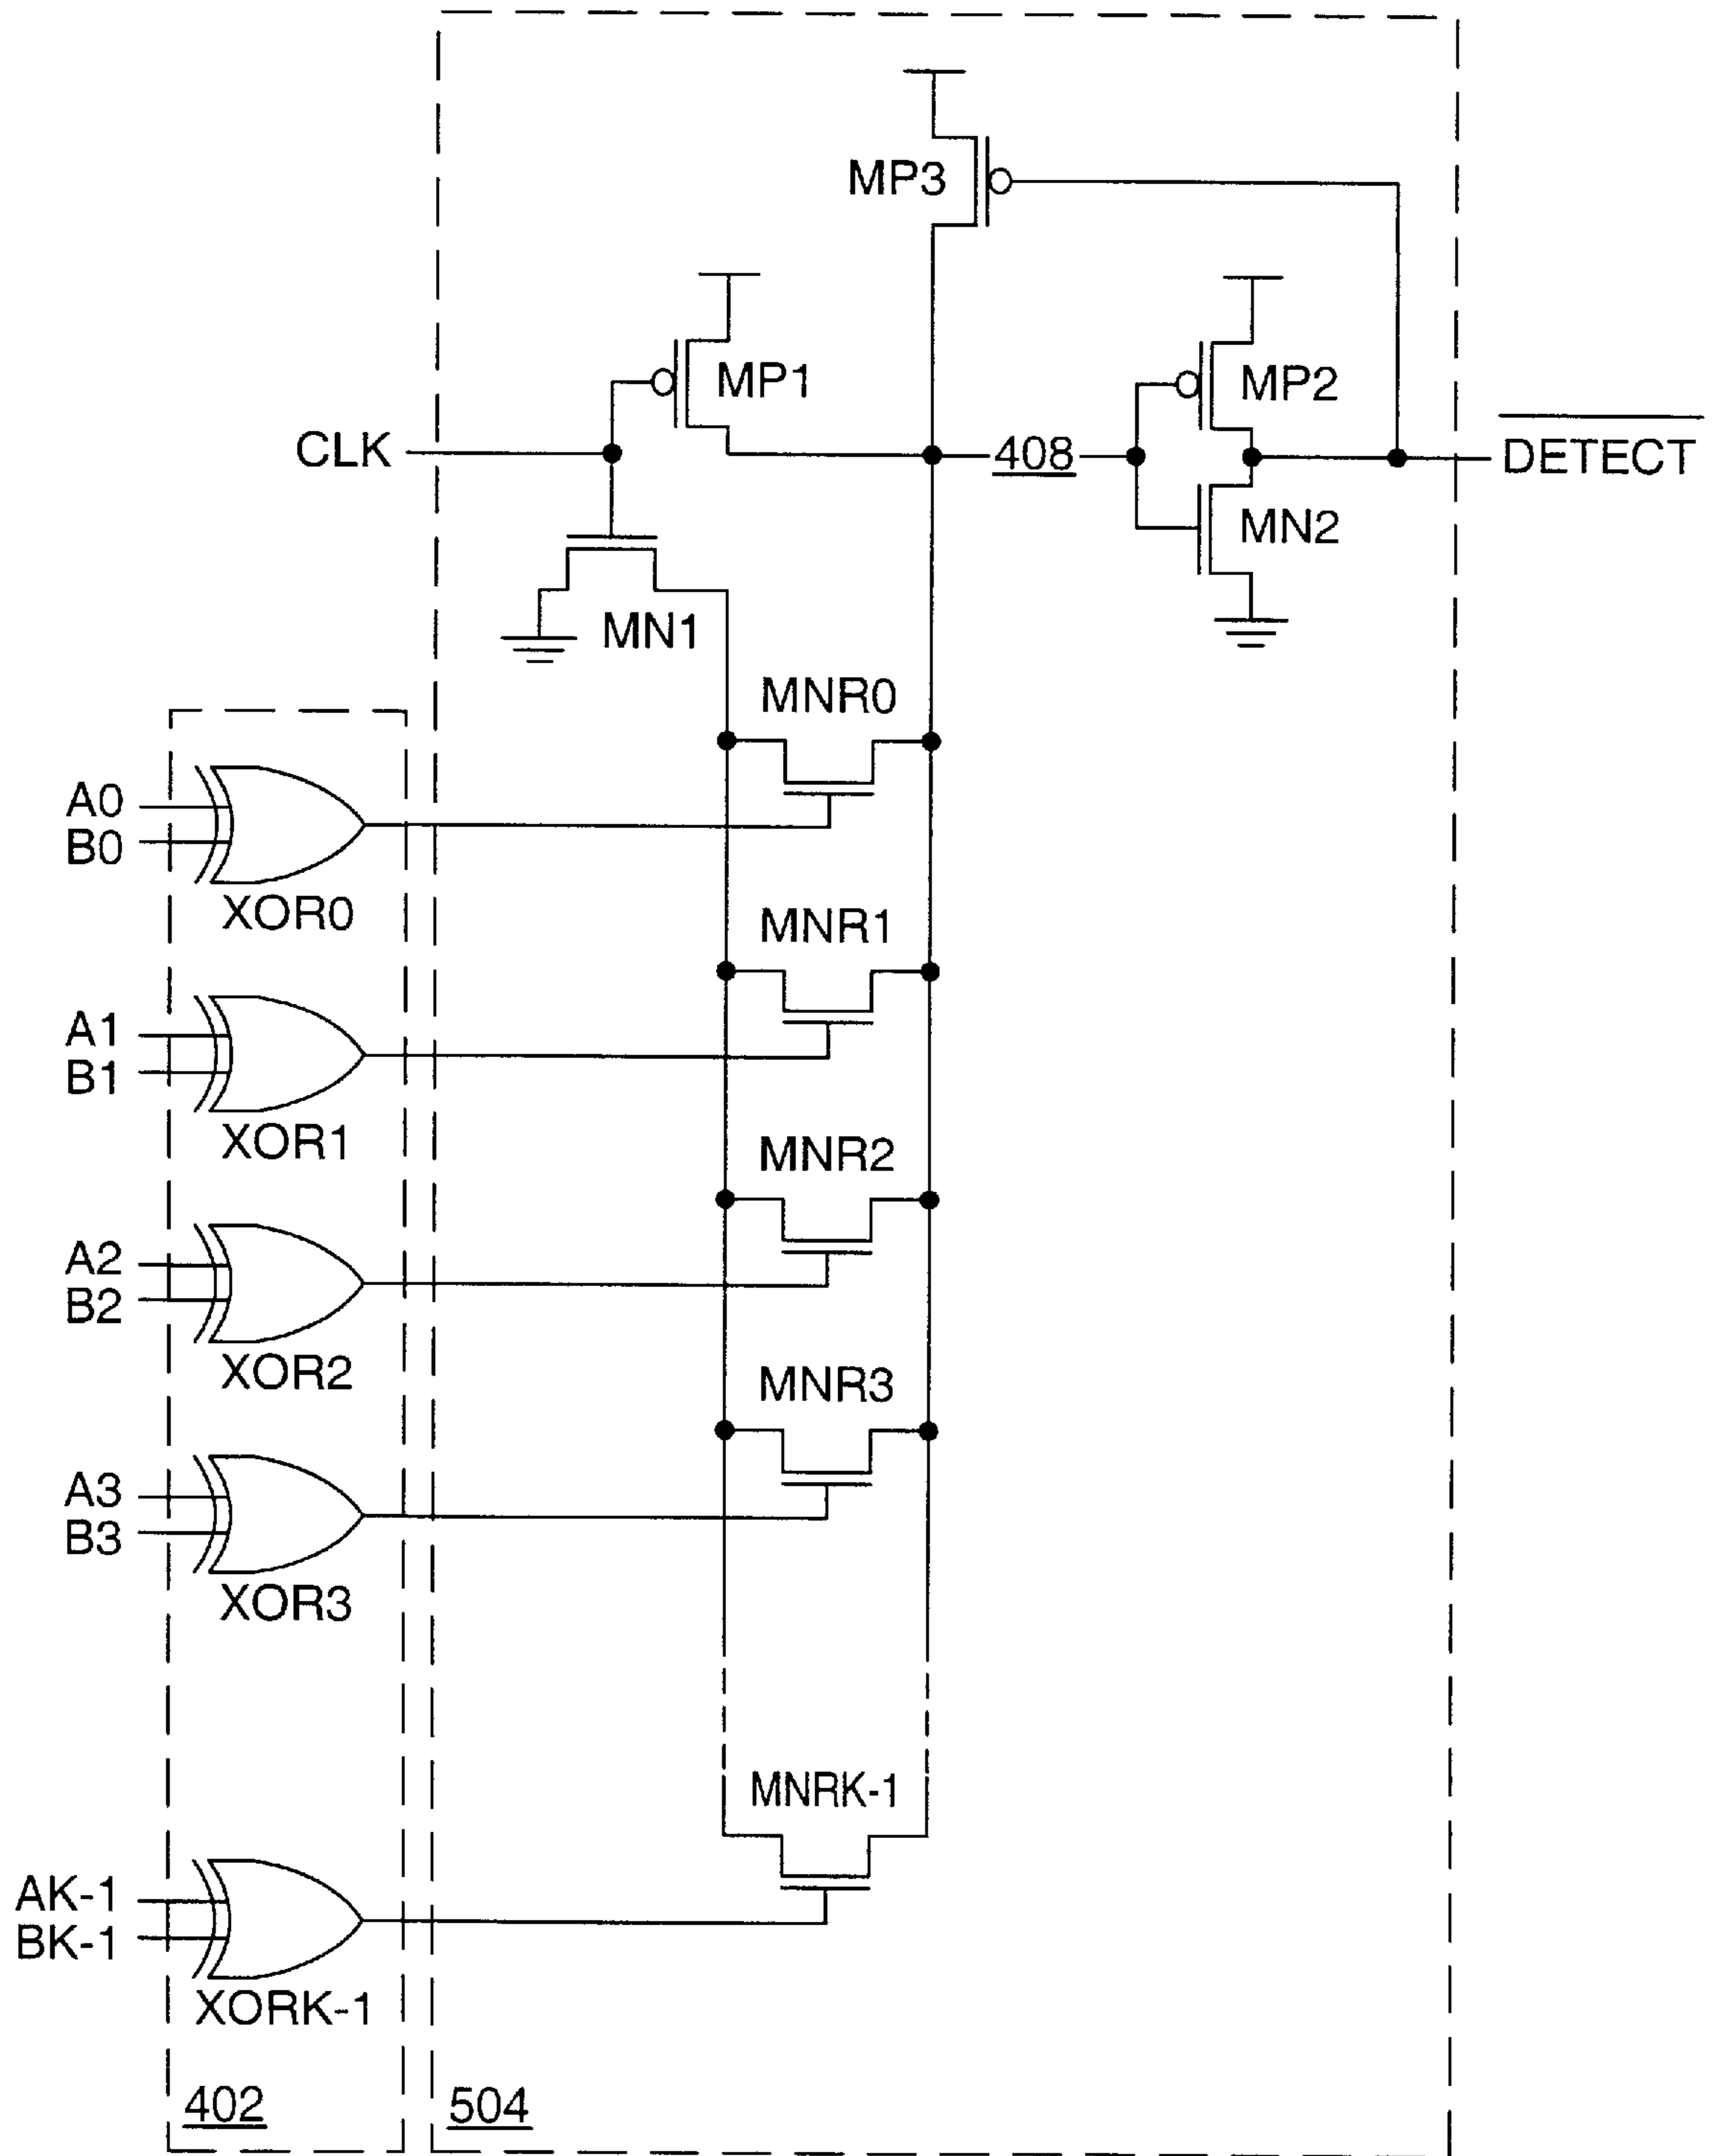 MP3
MP1
MP2
CLK
408
DETECT
MN2
MN1
MNR0
A0
B0
XOR0
MNR1
A1
B1
XOR1
MNR2
A2
B2
XOR2
MNR3
A3
B3
XOR3
MNRK-1
AK-1
BK-1
XORK-1
402
504